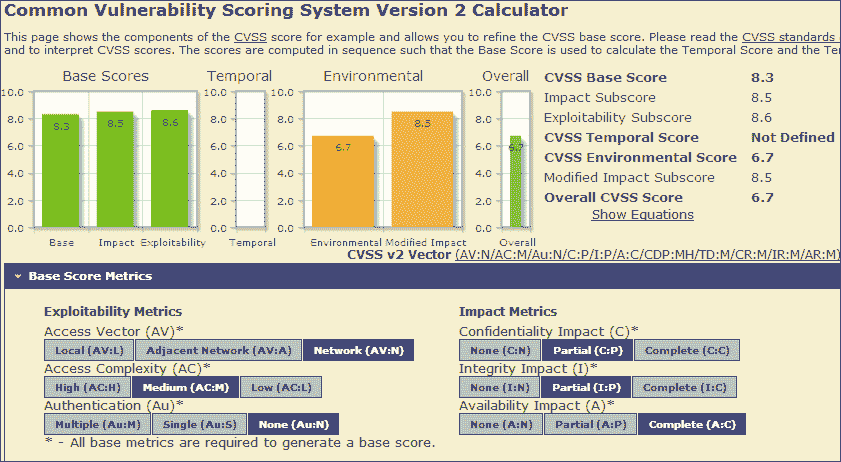 Common Vulnerability Scoring System Version 2 Calculator
This page shows the components of the CVSS score for example and allows you to refine the CVSS base score. Please read the CVSS standards
and to interpret CVSS scores. The scores are computed in sequence such that the Base Score is used to calculate the Temporal Score and the Te
Base Scores Temporal Environmental Overall
10.0 10.0 10.0 10.0
8.0 8.0 8.0 8.0
6.0 6.0 6.0 6.0
4.0 4.0 4.0 4.0
2.0 2.0 2.0 2.0
0.0 0.0 0.0 0.0
8.3 8.5 8.6 6.7 8.5 6.7
Base Impact Exploitability Temporal Environmental Modified Impact Overall
CVSS Base Score 8.3
Impact Subscore 8.5
Exploitability Subscore 8.6
CVSS Temporal Score Not Defined
CVSS Environmental Score 6.7
Modified Impact Subscore 8.5
Overall CVSS Score 6.7
Show Equations
CVSS v2 Vector (AV:N/AC:M/Au:N/C:P/I:P/A:C/CDP:MH/TD:M/CR:M/IR:M/AR:M)
Base Score Metrics
Exploitability Metrics
Access Vector (AV)*
Local (AV:L) Adjacent Network (AV:A) Network (AV:N)
Access Complexity (AC)*
High (AC:H) Medium (AC:M) Low (AC:L)
Authentication (Au)*
Multiple (Au:M) Single (Au:S) None (Au:N)
* - All base metrics are required to generate a base score.
Impact Metrics
Confidentiality Impact (C)*
None (C:N) Partial (C:P) Complete (C:C)
Integrity Impact (I)*
None (I:N) Partial (I:P) Complete (I:C)
Availability Impact (A)*
None (A:N) Partial (A:P) Complete (A:C)